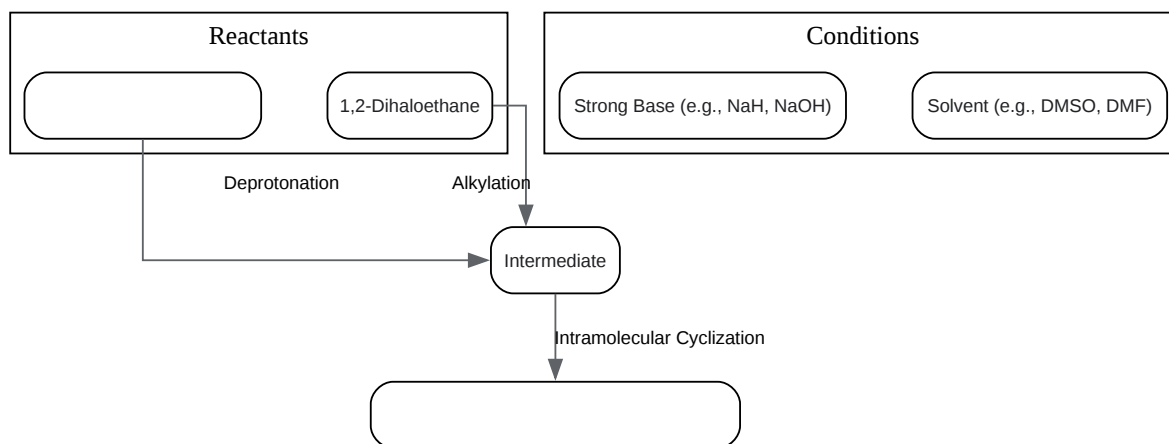 Reactants
Conditions
1,2-Dihaloethane
Strong Base (e.g., NaH, NaOH)
Solvent (e.g., DMSO, DMF)
Deprotonation
Alkylation
Intermediate
Intramolecular Cyclization